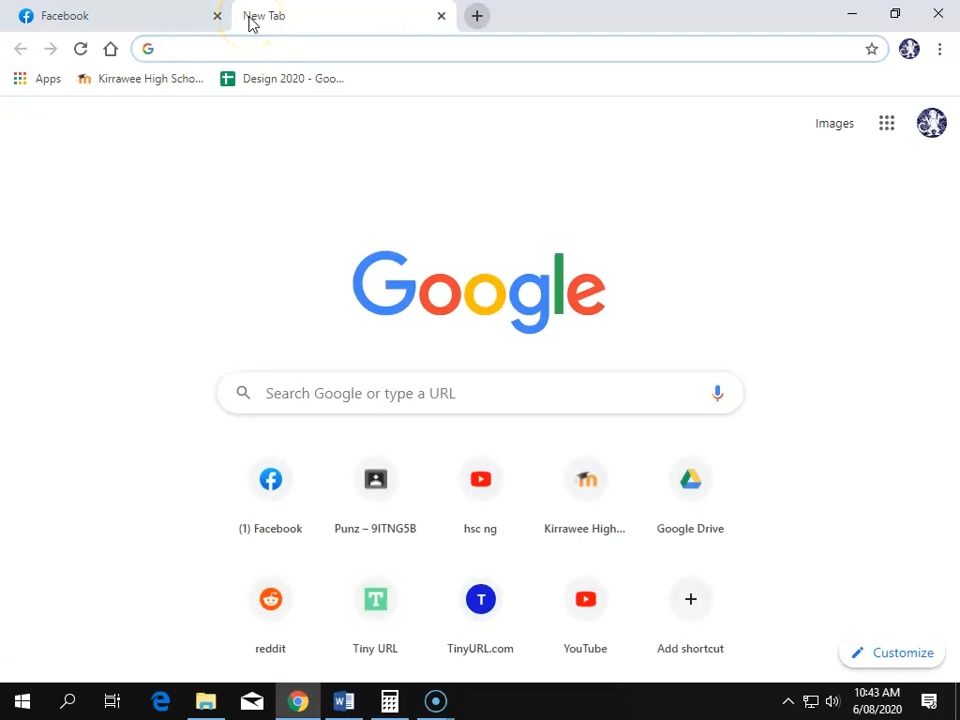 Facebook
New Tab
Apps
Kirrawee High Scho...
Design 2020 - Goo...
Images
Google
Search Google or type a URL
(1) Facebook
Punz – 9ITNG5B
hsc ng
Kirrawee High...
Google Drive
T
T
reddit
Tiny URL
TinyURL.com
YouTube
Add shortcut
Customize
10:43 AM
6/08/2020